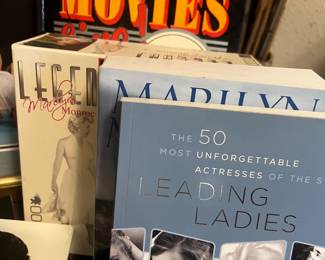 MOVIES
LEGEN
Marilyn
Monroe
MARILYN
THE 50
MOST UNFORGETTABLE
ACTRESSES OF THE S
LEADING
LADIES